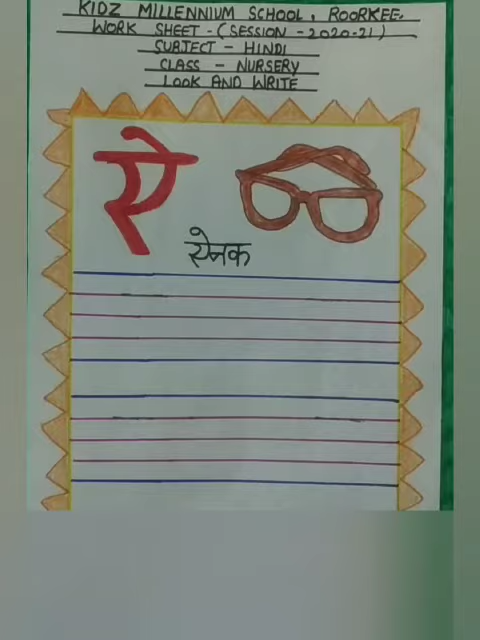 KIDZ MILLENNIUM SCHOOL, ROORKEE.
WORK SHEET - (SESSION - 2020-21)
SUBJECT - HINDI
CLASS - NURSERY
LOOK AND WRITE
ऐ
ऐनक